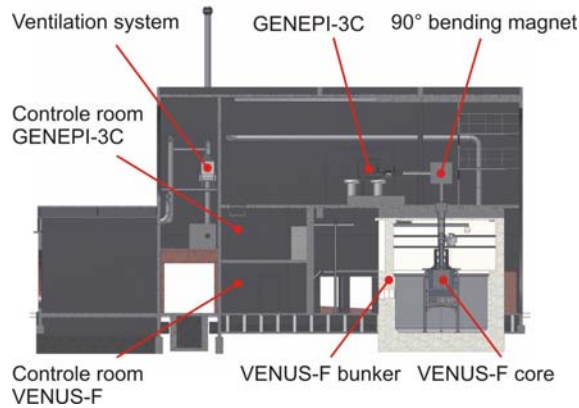 Ventilation system
GENEPI-3C
90° bending magnet
Controle room
GENEPI-3C
Controle room
VENUS-F
VENUS-F bunker
VENUS-F core